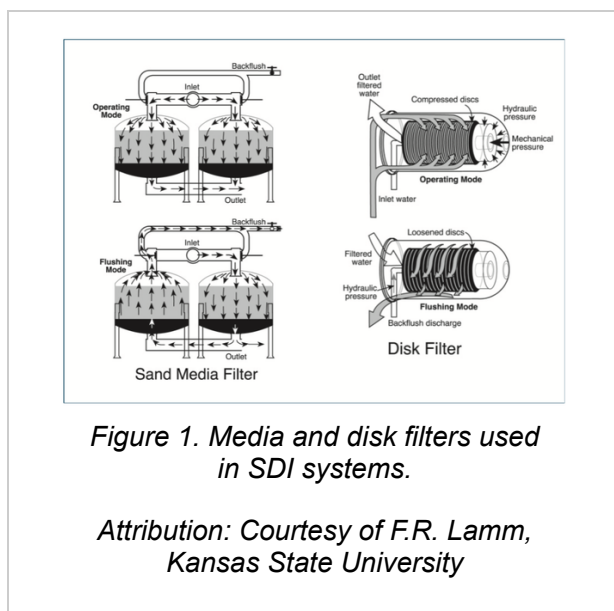 Backflush
Inlet
Operating
Mode
Outlet
Backflush
Flushing
Mode
Inlet
Outlet
Sand Media Filter
Outlet
filtered
water
Compressed discs
Hydraulic
pressure
Mechanical
pressure
Operating Mode
Inlet water
Loosened discs
Filtered
water
Hydraulic
pressure
Flushing Mode
Backflush discharge
Disk Filter
Figure 1. Media and disk filters used
in SDI systems.
Attribution: Courtesy of F.R. Lamm,
Kansas State University